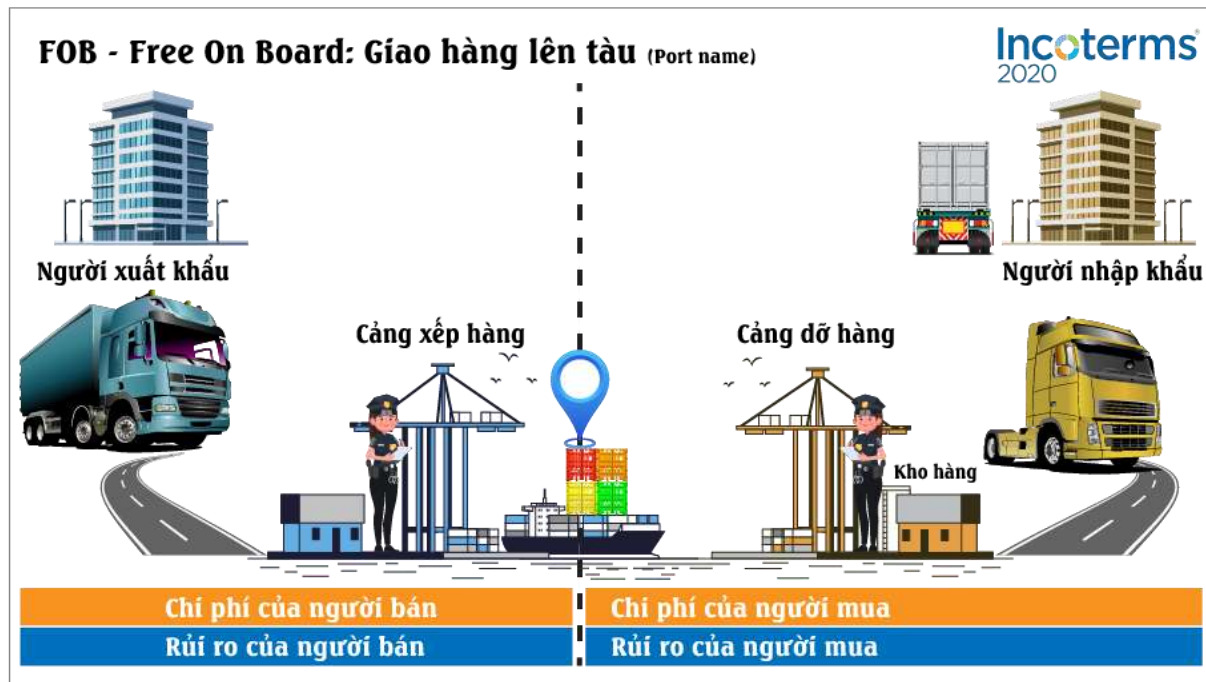 FOB - Free On Board: Giao hàng lên tàu (Port name)
Incoterms®
2020
Người xuất khẩu
Người nhập khẩu
Cảng xếp hàng
Cảng dỡ hàng
Kho hàng
Chi phí của người bán
Chi phí của người mua
Rủi ro của người bán
Rủi ro của người mua